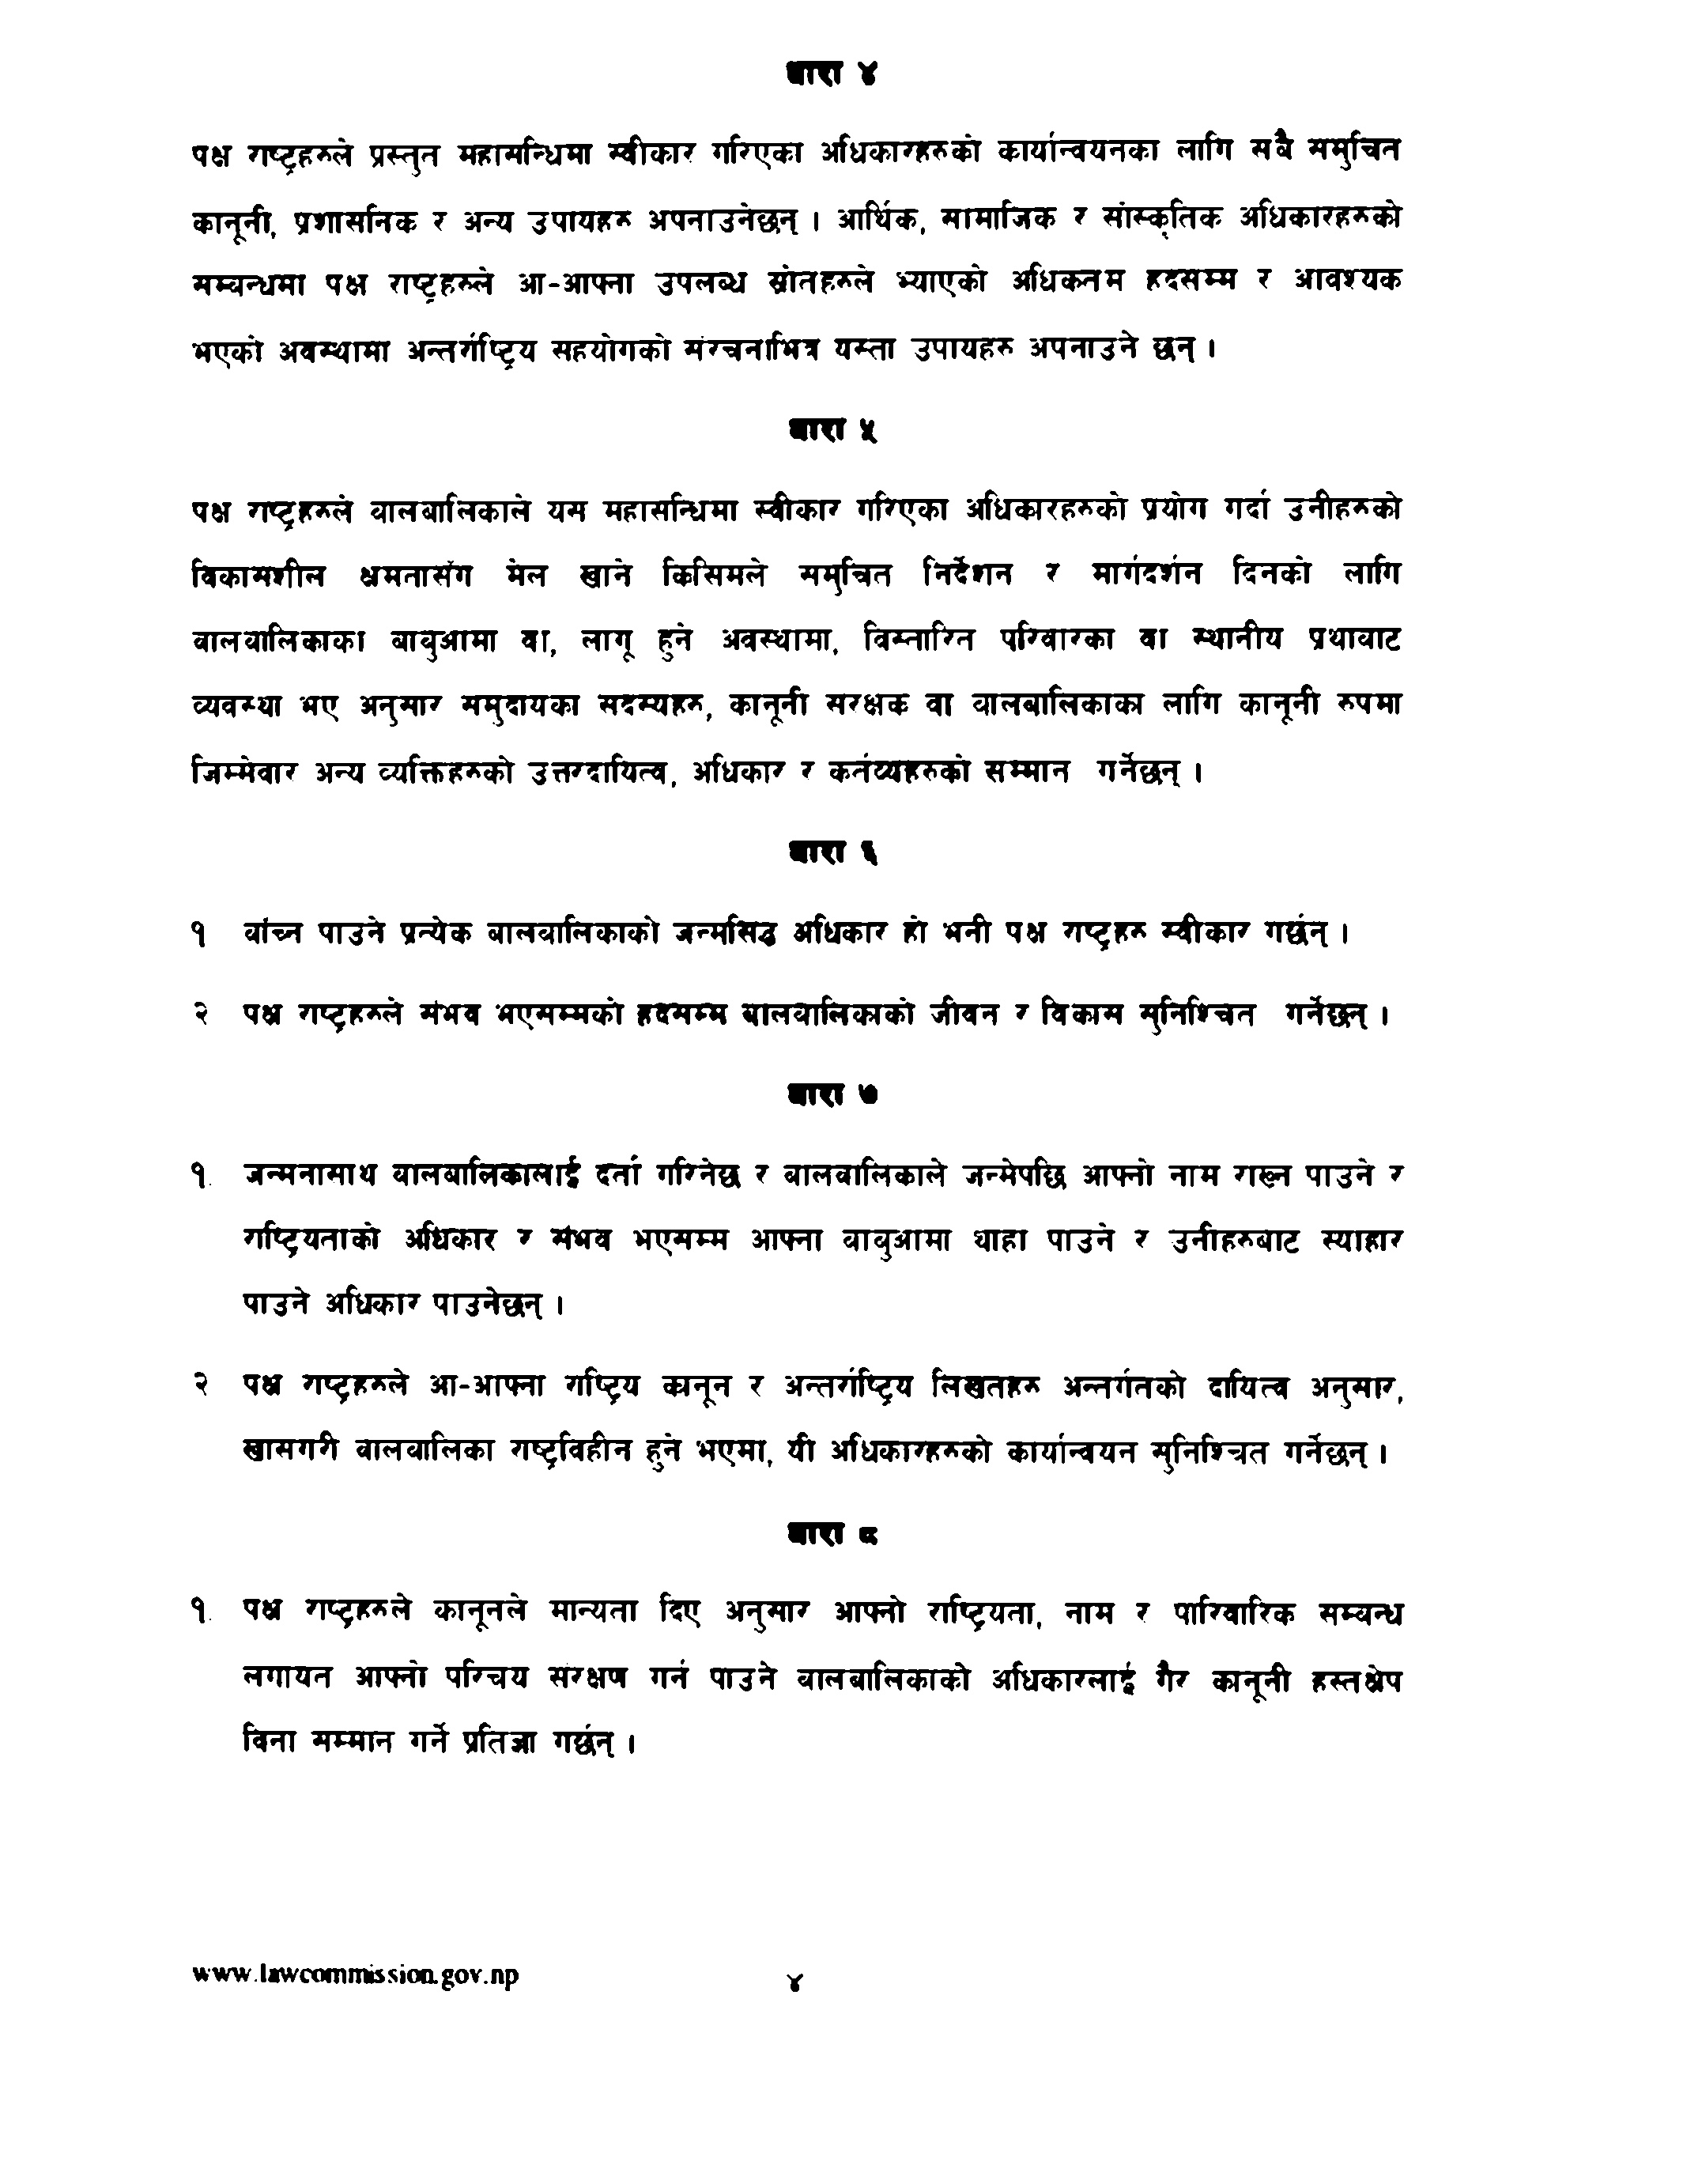 धारा ४
पक्ष राष्ट्रहरुले प्रस्तुत महासन्धिमा स्वीकार गरिएका अधिकारहरुको कार्यान्वयनका लागि सबै समुचित
कानूनी, प्रशासनिक र अन्य उपायहरु अपनाउनेछन् । आर्थिक, सामाजिक र सांस्कृतिक अधिकारहरुको
सम्बन्धमा पक्ष राष्ट्रहरुले आ-आफ्ना उपलब्ध स्रोतहरुले भ्याएको अधिकतम हदसम्म र आवश्यक
भएको अवस्थामा अन्तर्राष्ट्रिय सहयोगको संरचनाभित्र यस्ता उपायहरु अपनाउने छन् ।
धारा ५
पक्ष राष्ट्रहरुले बालबालिकाले यस महासन्धिमा स्वीकार गरिएका अधिकारहरुको प्रयोग गर्दा उनीहरुको
विकासशील क्षमतासंग मेल खाने किसिमले समुचित निर्देशन र मार्गदर्शन दिनको लागि
बालबालिकाका बाबुआमा वा, लागू हुने अवस्थामा, विस्तारित परिवारका वा स्थानीय प्रथाबाट
व्यवस्था भए अनुसार समुदायका सदस्यहरु, कानूनी संरक्षक वा बालबालिकाका लागि कानूनी रुपमा
जिम्मेवार अन्य व्यक्तिहरुको उत्तरदायित्व, अधिकार र कर्तव्यहरुको सम्मान गर्नेछन् ।
धारा ६
१ बांच्न पाउने प्रत्येक बालबालिकाको जन्मसिद्ध अधिकार हो भनी पक्ष राष्ट्रहरु स्वीकार गर्छन् ।
२ पक्ष राष्ट्रहरुले संभव भएसम्मको हदसम्म बालबालिकाको जीवन र विकास सुनिश्चित गर्नेछन् ।
धारा ७
१. जन्मनासाथ बालबालिकालाई दर्ता गरिनेछ र बालबालिकाले जन्मेपछि आफ्नो नाम राख्न पाउने र
राष्ट्रियताको अधिकार र संभव भएसम्म आफ्ना बाबुआमा थाहा पाउने र उनीहरुबाट स्याहार
पाउने अधिकार पाउनेछन् ।
२ पक्ष राष्ट्रहरुले आ-आफ्ना राष्ट्रिय कानून र अन्तर्राष्ट्रिय लिखतहरु अन्तर्गतको दायित्व अनुसार,
खासगरी बालबालिका राष्ट्रविहीन हुने भएमा, यी अधिकारहरुको कार्यान्वयन सुनिश्चित गर्नेछन् ।
धारा ८
१. पक्ष राष्ट्रहरुले कानूनले मान्यता दिए अनुसार आफ्नो राष्ट्रियता, नाम र पारिवारिक सम्बन्ध
लगायत आफ्नो परिचय संरक्षण गर्न पाउने बालबालिकाको अधिकारलाई गैर कानूनी हस्तक्षेप
विना सम्मान गर्ने प्रतिज्ञा गर्छन् ।
www.lawcommission.gov.np ४